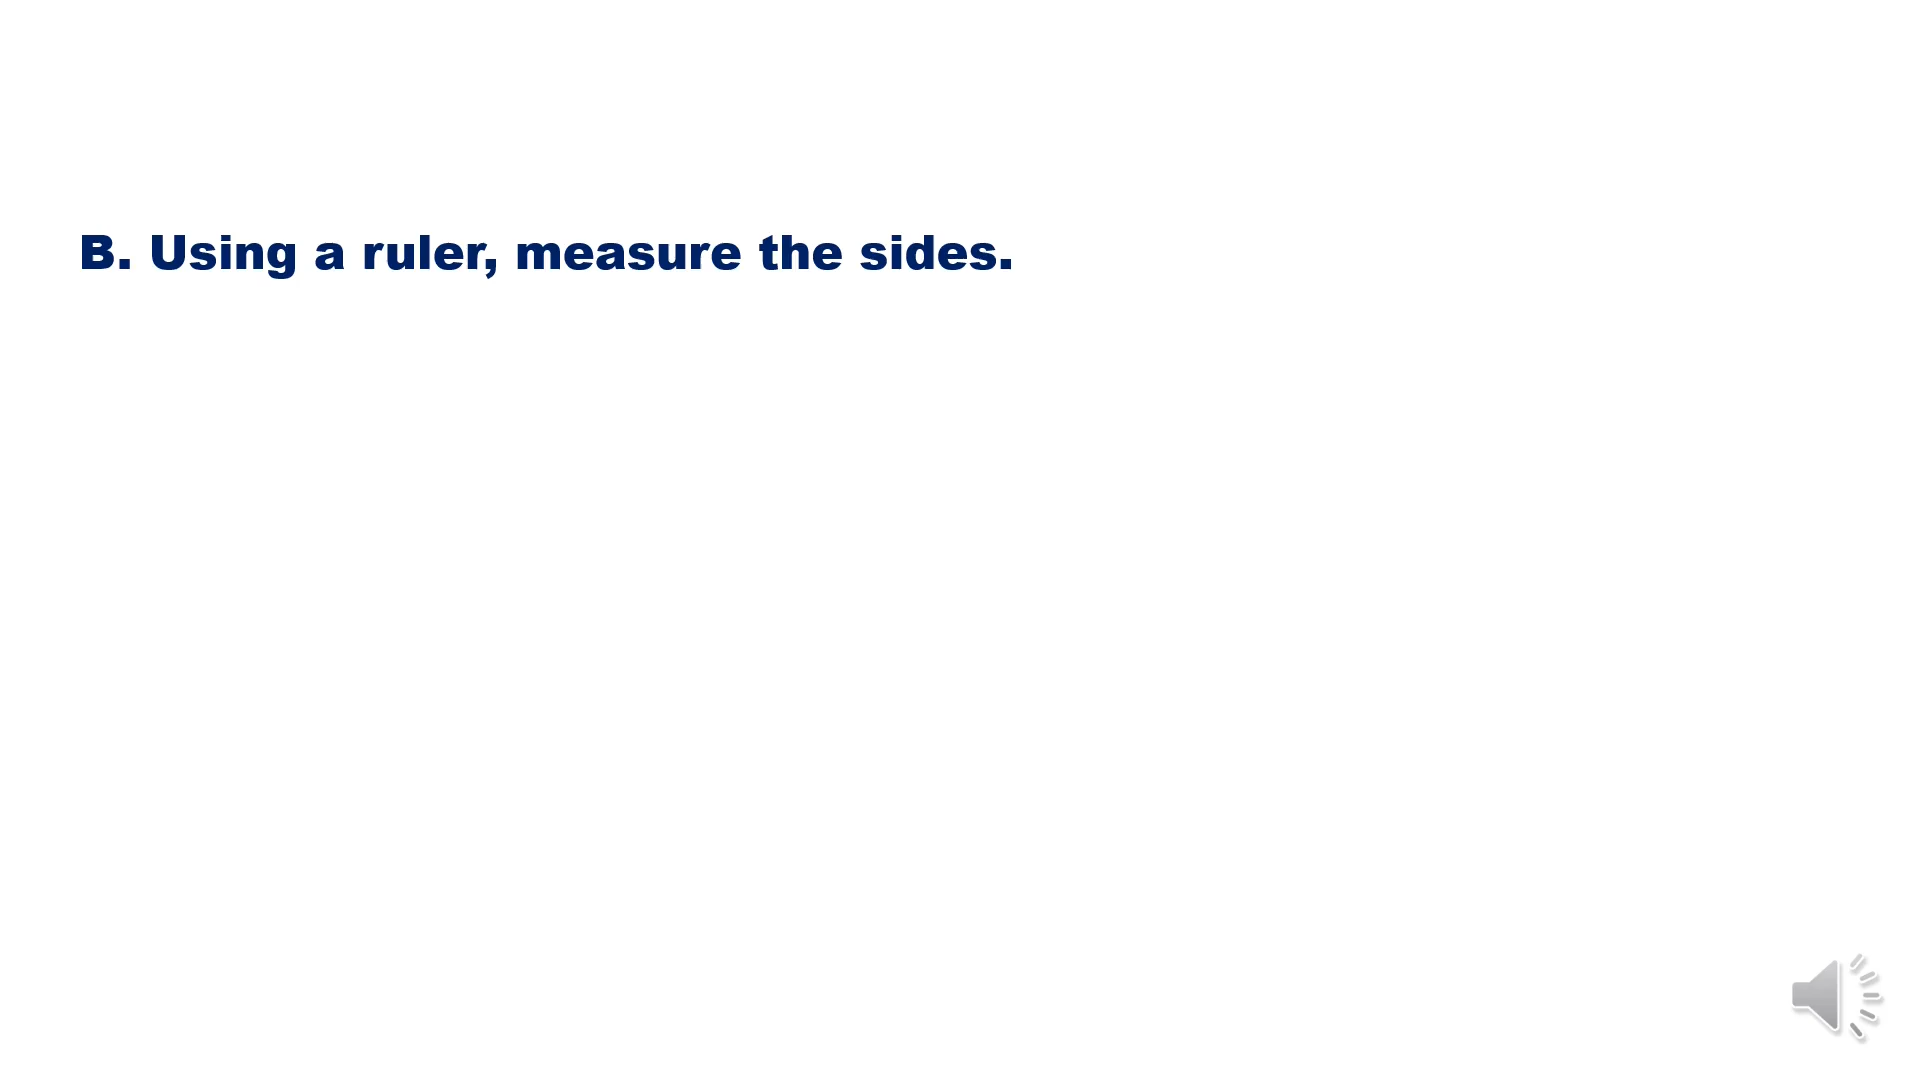 B. Using a ruler, measure the sides.